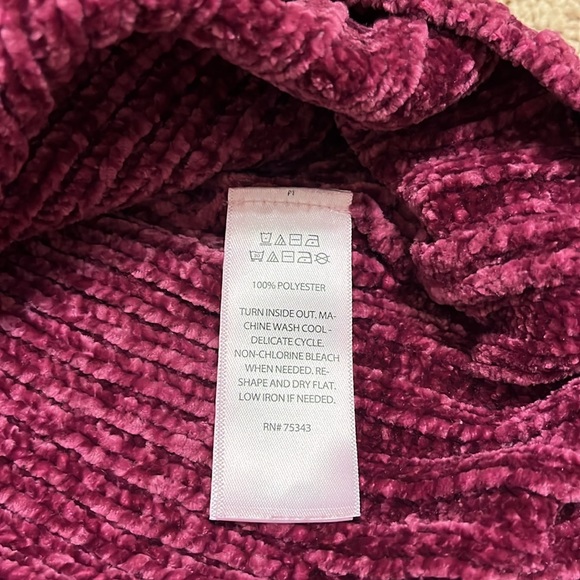 M
100% POLYESTER
TURN INSIDE OUT. MA-
CHINE WASH COOL -
DELICATE CYCLE.
NON-CHLORINE BLEACH
WHEN NEEDED. RE-
SHAPE AND DRY FLAT.
LOW IRON IF NEEDED.
RN# 75343